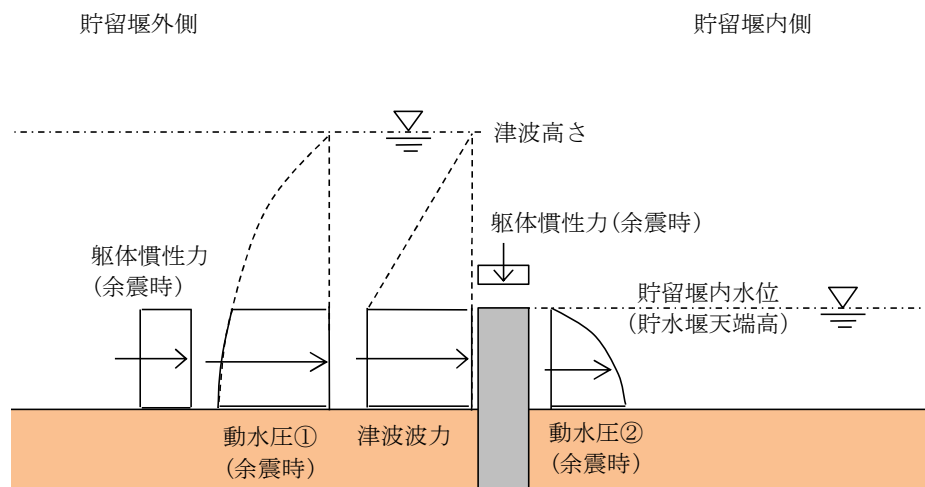 貯留堰外側
貯留堰内側
津波高さ
躯体慣性力(余震時)
躯体慣性力
(余震時)
貯留堰内水位
(貯水堰天端高)
動水圧①
(余震時)
津波波力
動水圧②
(余震時)